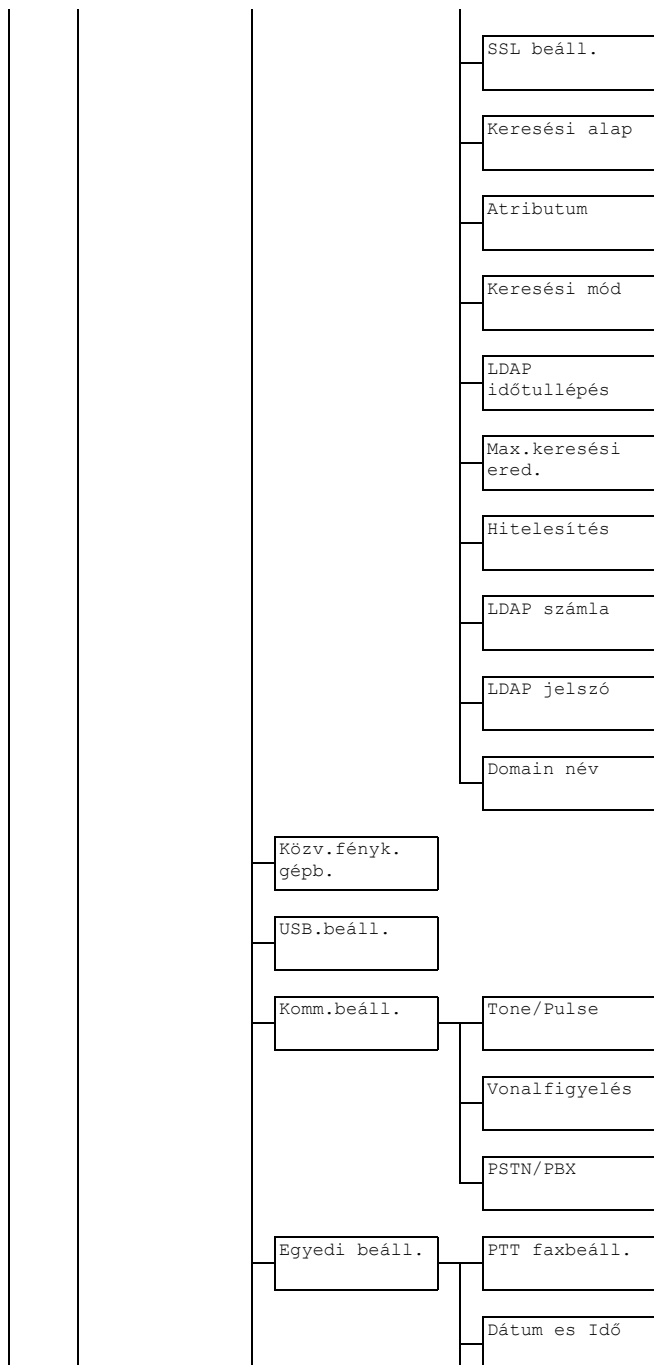 SSL beáll.
Keresési alap
Atributum
Keresési mód
LDAP
időtullépés
Max.keresési
ered.
Hitelesítés
LDAP számla
LDAP jelszó
Domain név
Közv.fényk.
gépb.
USB.beáll.
Komm.beáll.
Tone/Pulse
Vonalfigyelés
PSTN/PBX
Egyedi beáll.
PTT faxbeáll.
Dátum es Idő